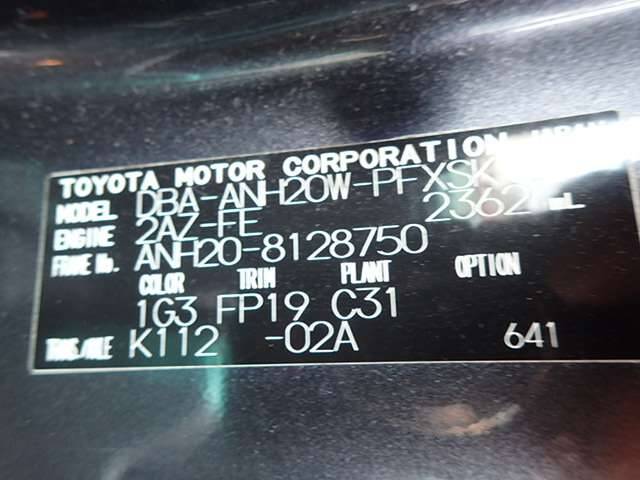 TOYOTA MOTOR CORPORATION JAPAN
MODEL DBA-ANH20W-PFXSK
ENGINE 2AZ-FE 2362mL
FRAME No. ANH20-8128750
COLOR TRIM PLANT OPTION
1G3 FP19 C31
TRANS/AXLE K112 -02A 641